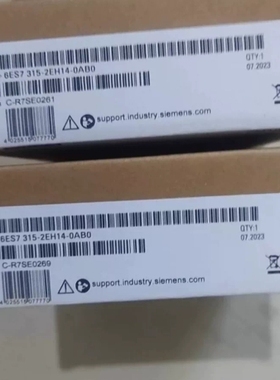 6ES7 315-2EH14-0AB0
QTY:1
07.2023
C-R7SE0261
support.industry.siemens.com
6ES7 315-2EH14-0AB0
QTY:1
07.2023
C-R7SE0269
support.industry.siemens.com